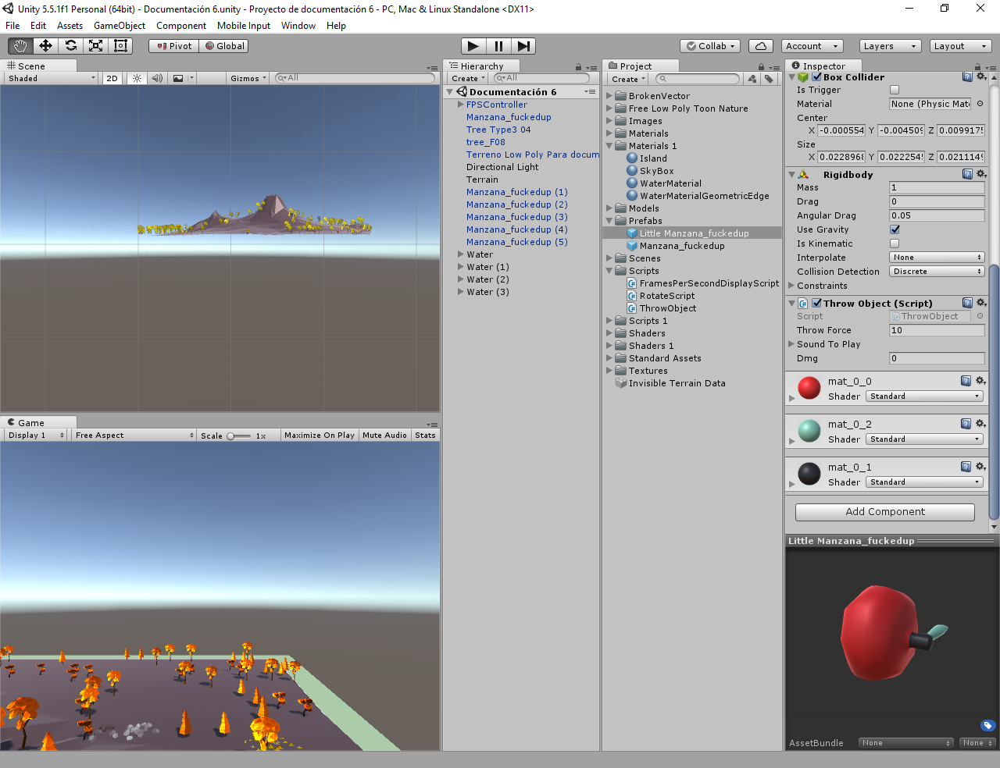 Unity 5.5.1f1 Personal (64bit) - Documentación 6.unity - Proyecto de documentación 6 - PC, Mac & Linux Standalone <DX11>
File Edit Assets GameObject Component Mobile Input Window Help
Pivot Global Collab Account Layers Layout
Scene
Shaded 2D Gizmos All
Game
Display 1 Free Aspect Scale 1x Maximize On Play Mute Audio Stats
Hierarchy
Create All
Documentación 6
FPSController
Manzana_fuckedup
Tree Type3 04
tree_F08
Terreno Low Poly Para docum
Directional Light
Terrain
Manzana_fuckedup (1)
Manzana_fuckedup (2)
Manzana_fuckedup (3)
Manzana_fuckedup (4)
Manzana_fuckedup (5)
Water
Water (1)
Water (2)
Water (3)
Project
Create
BrokenVector
Free Low Poly Toon Nature
Images
Materials
Materials 1
Island
SkyBox
WaterMaterial
WaterMaterialGeometricEdge
Models
Prefabs
Little Manzana_fuckedup
Manzana_fuckedup
Scenes
Scripts
FramesPerSecondDisplayScript
RotateScript
ThrowObject
Scripts 1
Shaders
Shaders 1
Standard Assets
Textures
Invisible Terrain Data
Inspector
Box Collider
Is Trigger
Material None (Physic Mate
Center
X -0.000554 Y -0.004509 Z 0.0099175
Size
X 0.0228968 Y 0.0222545 Z 0.0211149
Rigidbody
Mass 1
Drag 0
Angular Drag 0.05
Use Gravity
Is Kinematic
Interpolate None
Collision Detection Discrete
Constraints
Throw Object (Script)
Script ThrowObject
Throw Force 10
Sound To Play
Dmg 0
mat_0_0
Shader Standard
mat_0_2
Shader Standard
mat_0_1
Shader Standard
Add Component
Little Manzana_fuckedup
AssetBundle None None